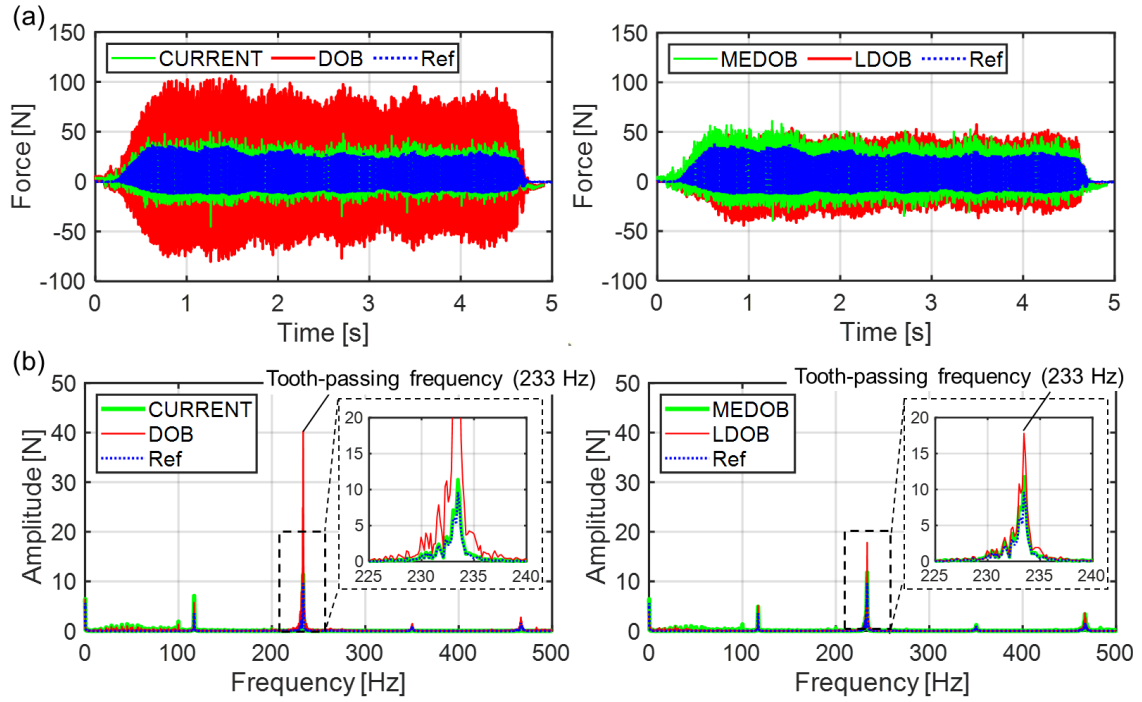 (a)
150
100
50
0
-50
-100
Force [N]
CURRENT DOB Ref
0 1 2 3 4 5
Time [s]
150
100
50
0
-50
-100
Force [N]
MEDOB LDOB Ref
0 1 2 3 4 5
Time [s]
(b)
Tooth-passing frequency (233 Hz)
50
40
30
20
10
0
Amplitude [N]
CURRENT
DOB
Ref
20
15
10
5
0
225 230 235 240
0 100 200 300 400 500
Frequency [Hz]
Tooth-passing frequency (233 Hz)
50
40
30
20
10
0
Amplitude [N]
MEDOB
LDOB
Ref
20
15
10
5
0
225 230 235 240
0 100 200 300 400 500
Frequency [Hz]